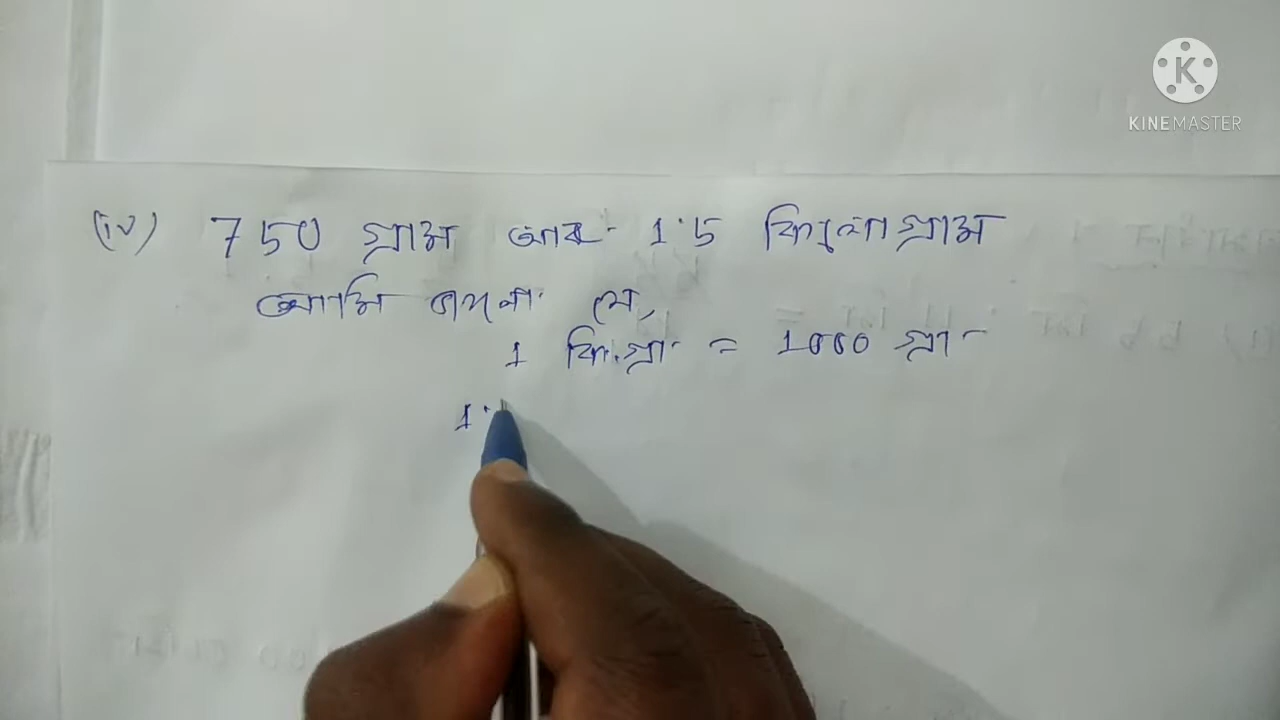 KINEMASTER
(iv) 750 গ্ৰাম আৰু 1·5 কিলোগ্ৰাম
আমি জানো যে,
1 কি.গ্ৰা = 1000 গ্ৰা
1·